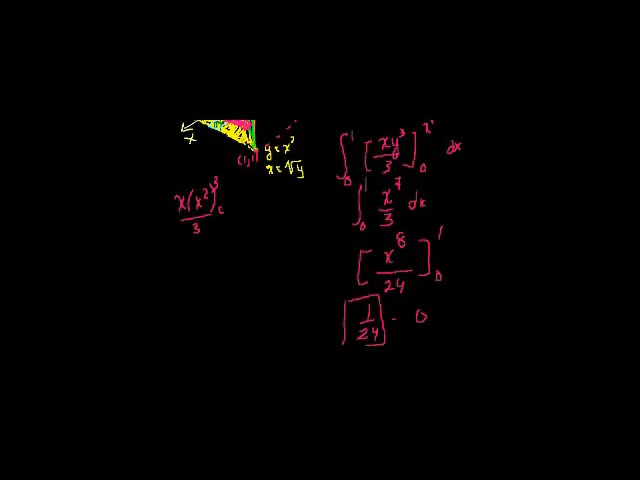 x
(1,1)
y = x²
x = √y
∫₀¹ [xy³/3]₀^x² dx
x(x²)³/3
∫₀¹ x⁷/3 dx
[x⁸/24]₀¹
1/24 - 0